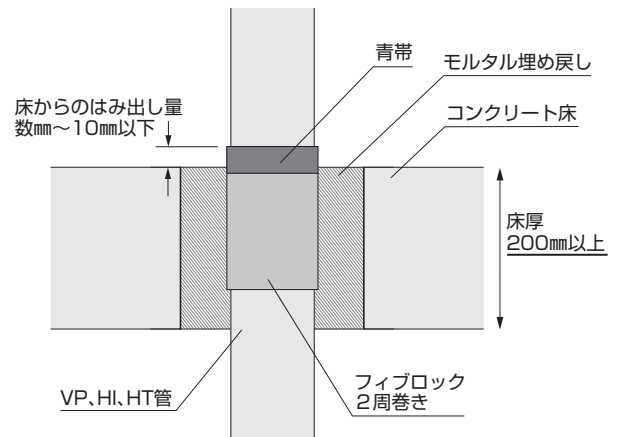 青帯
モルタル埋め戻し
床からのはみ出し量
数㎜～10㎜以下
コンクリート床
床厚
200㎜以上
VP、HI、HT管
フィブロック
2周巻き